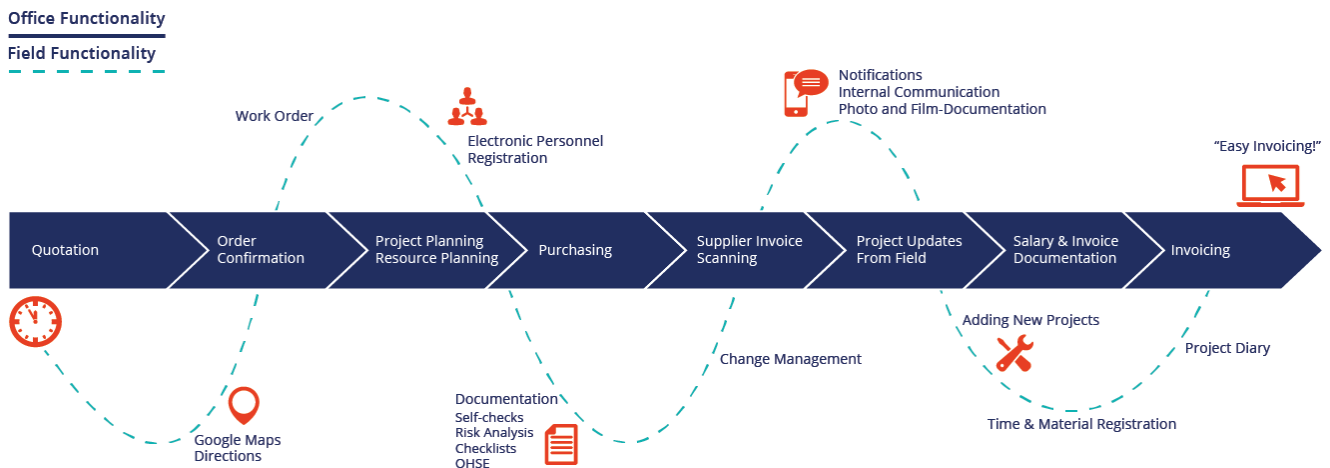 Office Functionality
Field Functionality
Work Order
Electronic Personnel
Registration
Notifications
Internal Communication
Photo and Film-Documentation
“Easy Invoicing!”
Quotation
Order
Confirmation
Project Planning
Resource Planning
Purchasing
Supplier Invoice
Scanning
Project Updates
From Field
Salary & Invoice
Documentation
Invoicing
Google Maps
Directions
Documentation
Self-checks
Risk Analysis
Checklists
OHSE
Change Management
Adding New Projects
Time & Material Registration
Project Diary